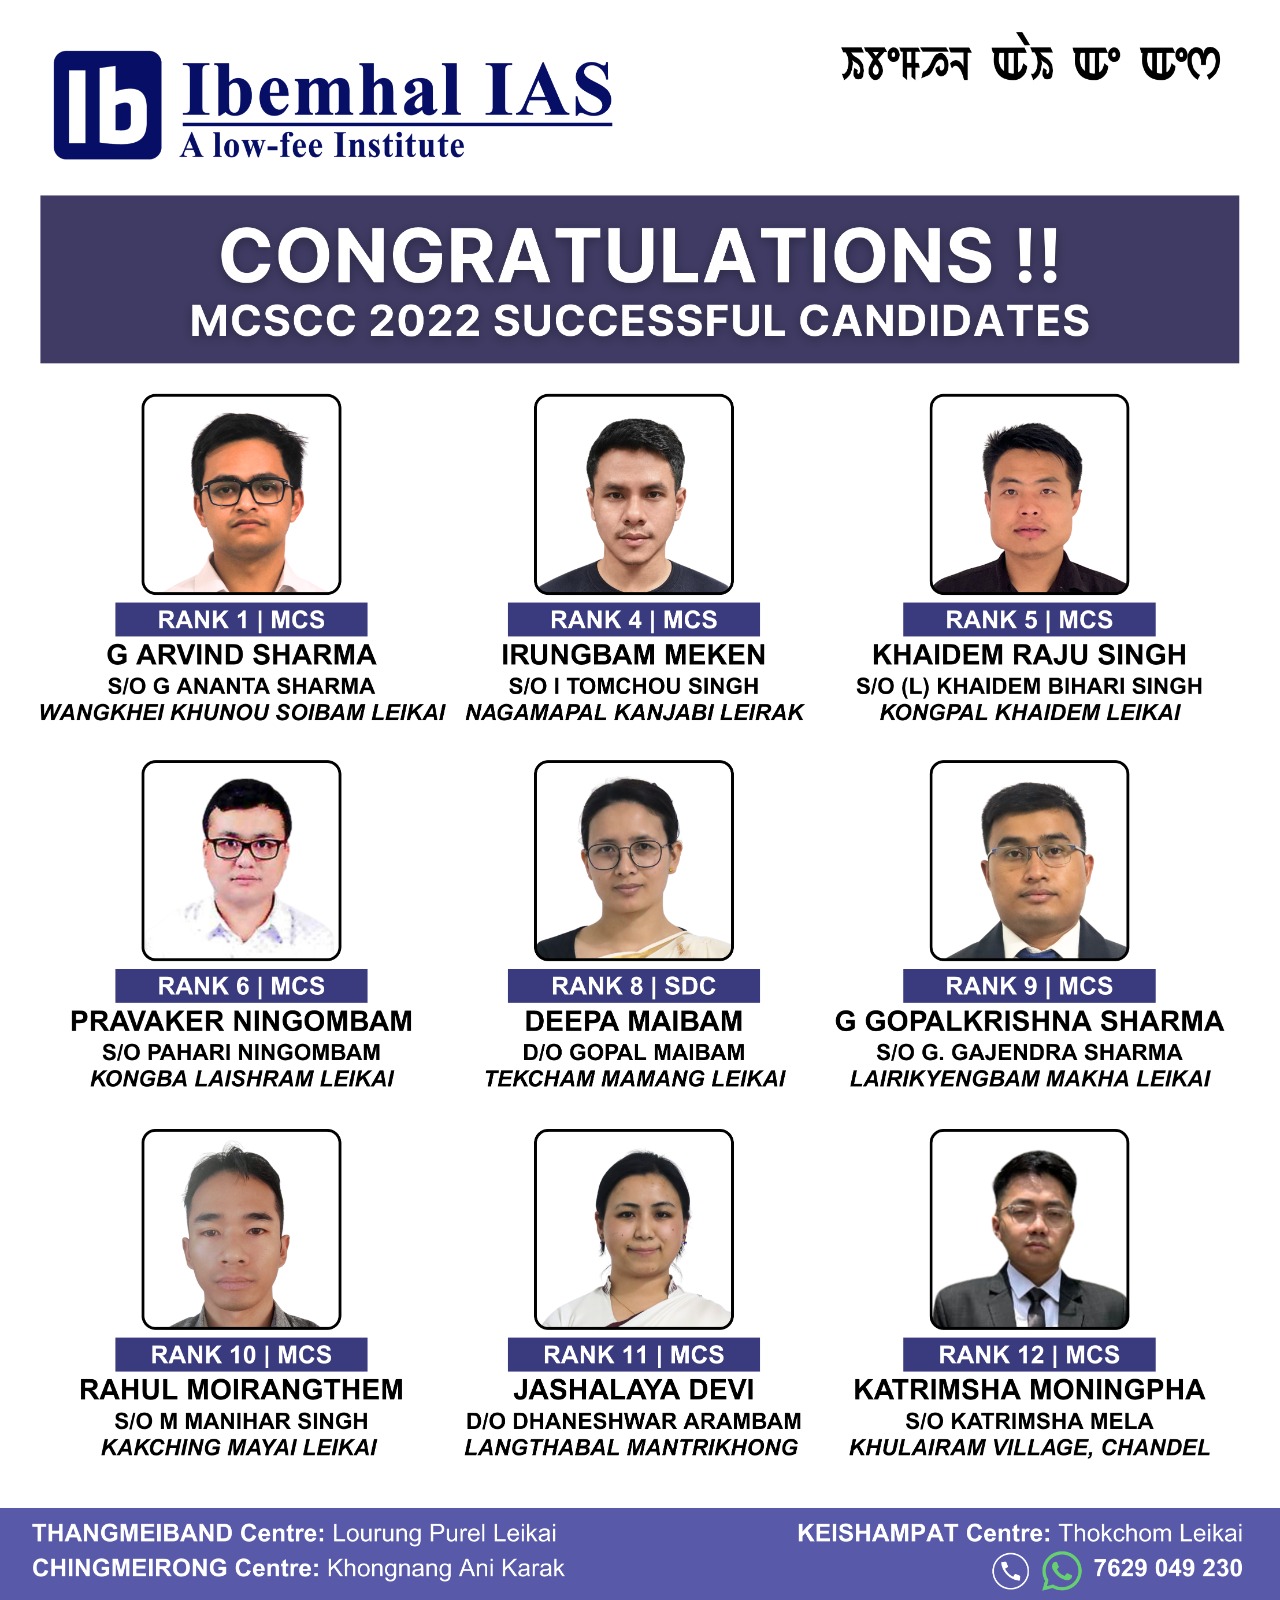 Ib
Ibemhal IAS
A low-fee Institute
ꯏꯕꯦꯝꯍꯜ ꯑꯥꯏ ꯑꯦ ꯑꯦꯁ
CONGRATULATIONS !!
MCSCC 2022 SUCCESSFUL CANDIDATES
RANK 1 | MCS
G ARVIND SHARMA
S/O G ANANTA SHARMA
WANGKHEI KHUNOU SOIBAM LEIKAI
RANK 4 | MCS
IRUNGBAM MEKEN
S/O I TOMCHOU SINGH
NAGAMAPAL KANJABI LEIRAK
RANK 5 | MCS
KHAIDEM RAJU SINGH
S/O (L) KHAIDEM BIHARI SINGH
KONGPAL KHAIDEM LEIKAI
RANK 6 | MCS
PRAVAKER NINGOMBAM
S/O PAHARI NINGOMBAM
KONGBA LAISHRAM LEIKAI
RANK 8 | SDC
DEEPA MAIBAM
D/O GOPAL MAIBAM
TEKCHAM MAMANG LEIKAI
RANK 9 | MCS
G GOPALKRISHNA SHARMA
S/O G. GAJENDRA SHARMA
LAIRIKYENGBAM MAKHA LEIKAI
RANK 10 | MCS
RAHUL MOIRANGTHEM
S/O M MANIHAR SINGH
KAKCHING MAYAI LEIKAI
RANK 11 | MCS
JASHALAYA DEVI
D/O DHANESHWAR ARAMBAM
LANGTHABAL MANTRIKHONG
RANK 12 | MCS
KATRIMSHA MONINGPHA
S/O KATRIMSHA MELA
KHULAIRAM VILLAGE, CHANDEL
THANGMEIBAND Centre: Lourung Purel Leikai
CHINGMEIRONG Centre: Khongnang Ani Karak
KEISHAMPAT Centre: Thokchom Leikai
7629 049 230